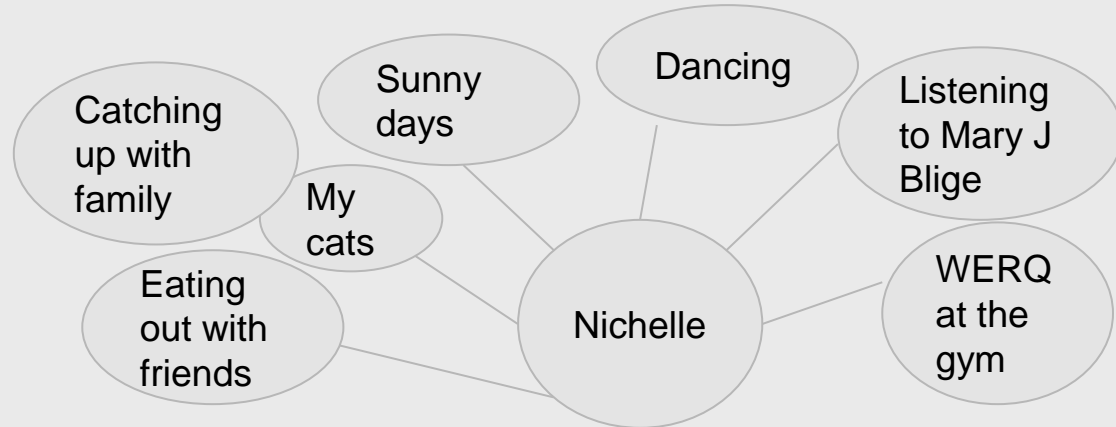 Catching
up with
family
Sunny
days
Dancing
Listening
to Mary J
Blige
My
cats
Eating
out with
friends
Nichelle
WERQ
at the
gym